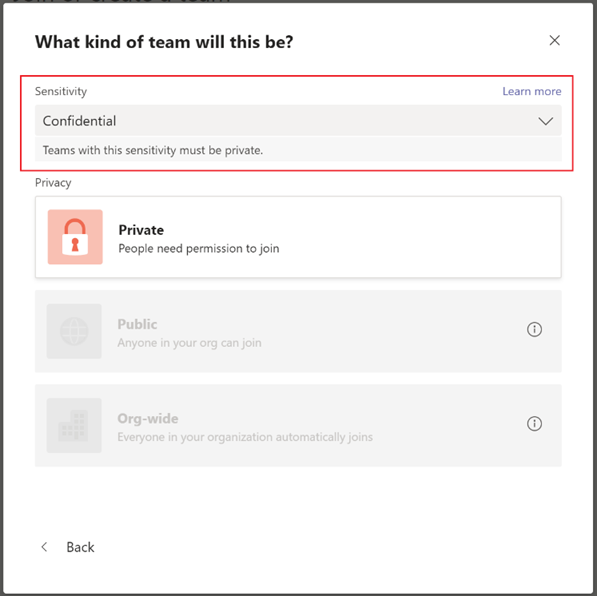 What kind of team will this be?
Sensitivity
Learn more
Confidential
Teams with this sensitivity must be private.
Privacy
Private
People need permission to join
Public
Anyone in your org can join
Org-wide
Everyone in your organization automatically joins
Back